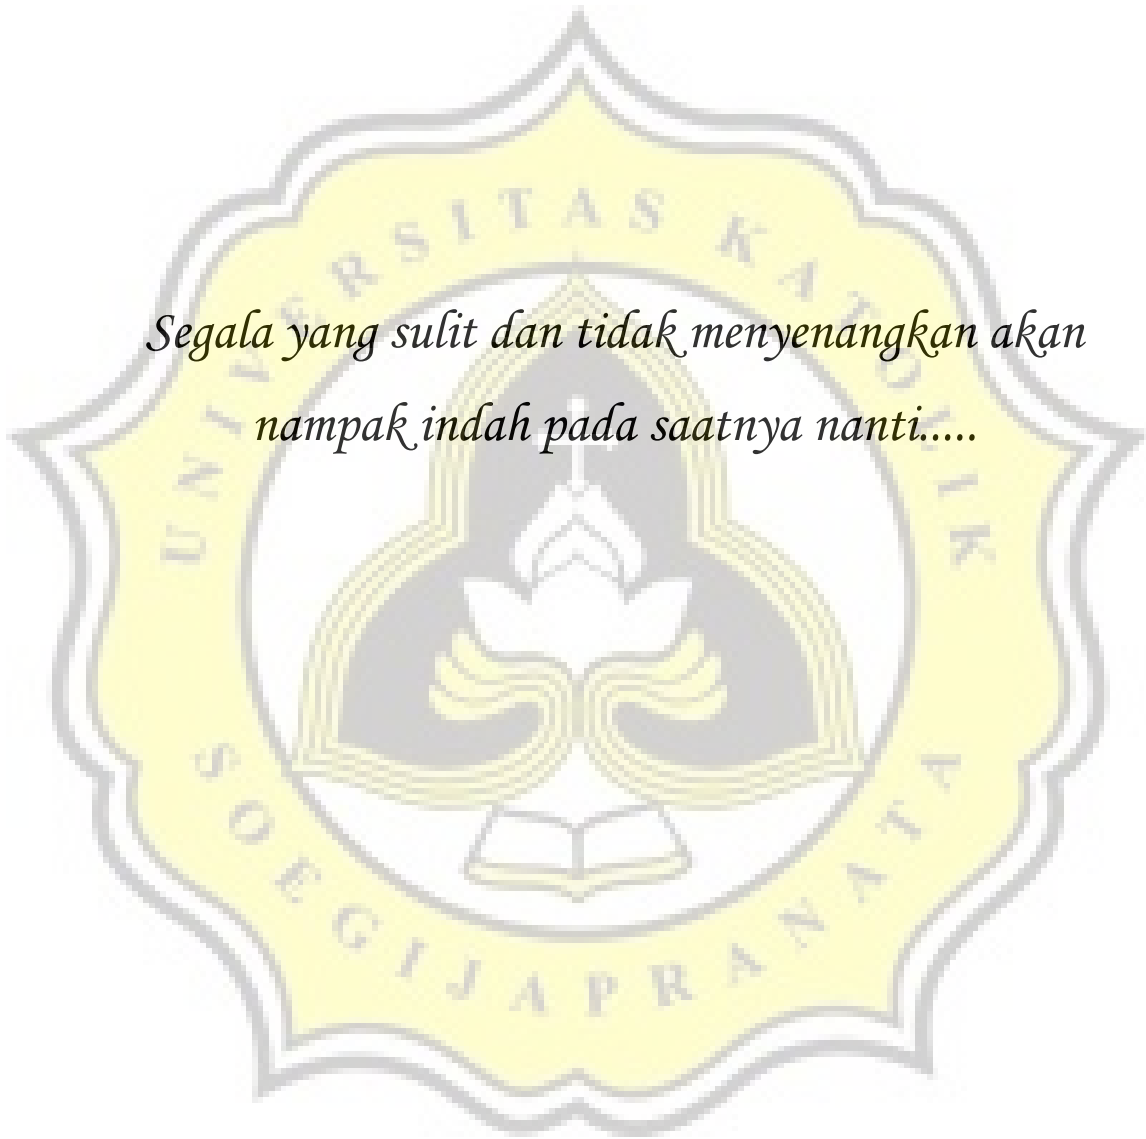 UNIVERSITAS KATOLIK
Segala yang sulit dan tidak menyenangkan akan
nampak indah pada saatnya nanti.....
SOEGIJAPRANATA